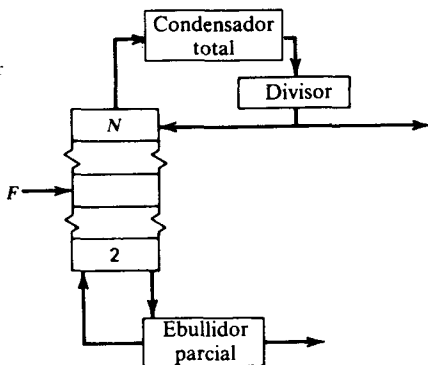 Condensador
total
r
Divisor
N
F
2
Ebullidor
parcial